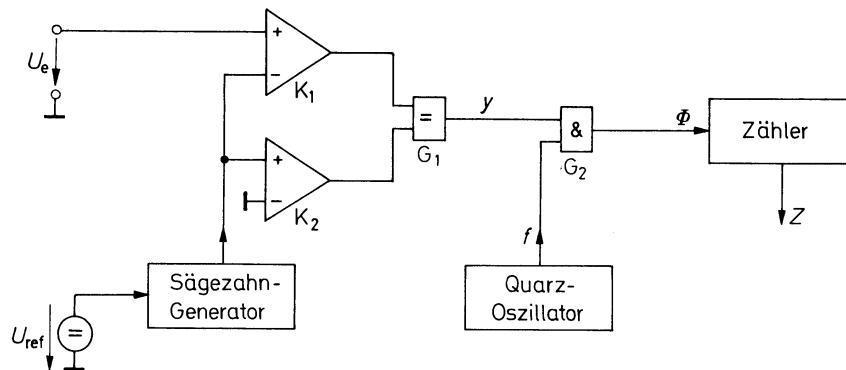 U_e
+
−
K_1
=
G_1
y
&
G_2
Φ
Zähler
Z
+
−
K_2
f
Sägezahn-
Generator
Quarz-
Oszillator
U_ref
=